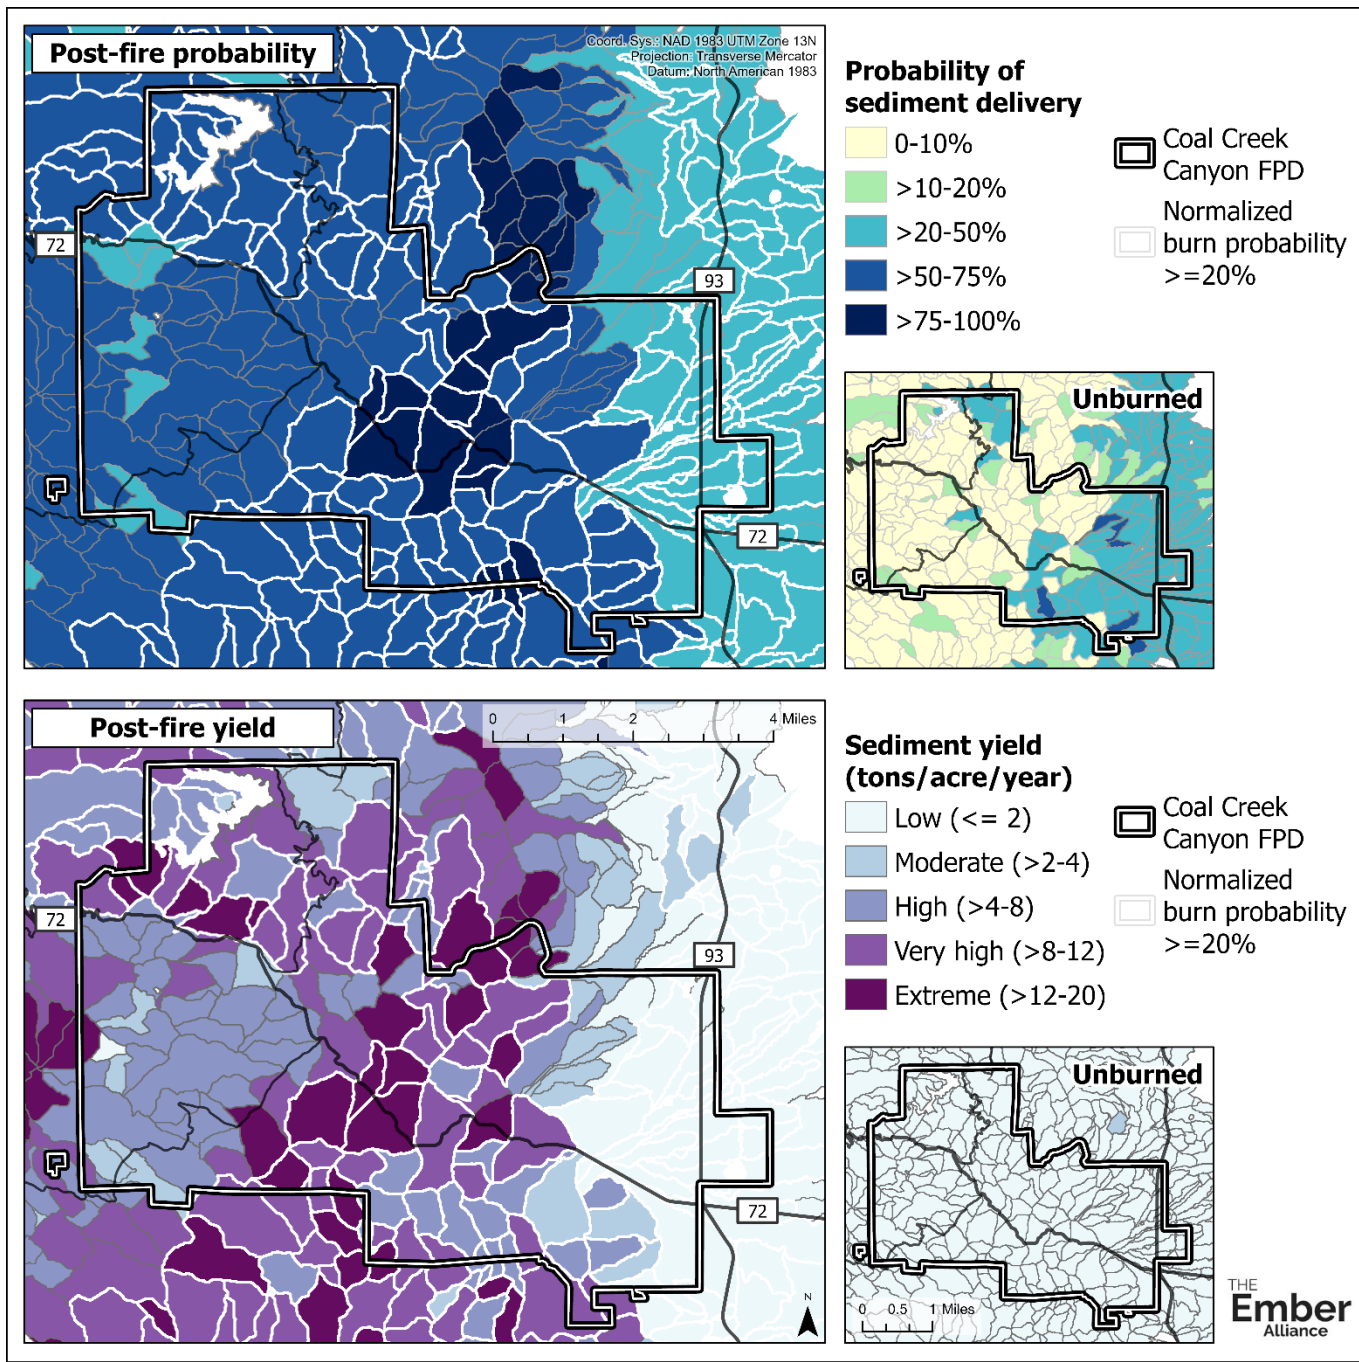 Post-fire probability
Coord. Sys.: NAD 1983 UTM Zone 13N
Projection: Transverse Mercator
Datum: North American 1983
72
93
72
Probability of
sediment delivery
0-10%
>10-20%
>20-50%
>50-75%
>75-100%
Coal Creek
Canyon FPD
Normalized
burn probability
>=20%
Unburned
Post-fire yield
0 1 2 4 Miles
72
93
72
N
Sediment yield
(tons/acre/year)
Low (<= 2)
Moderate (>2-4)
High (>4-8)
Very high (>8-12)
Extreme (>12-20)
Coal Creek
Canyon FPD
Normalized
burn probability
>=20%
Unburned
0 0.5 1 Miles
THE
Ember
Alliance